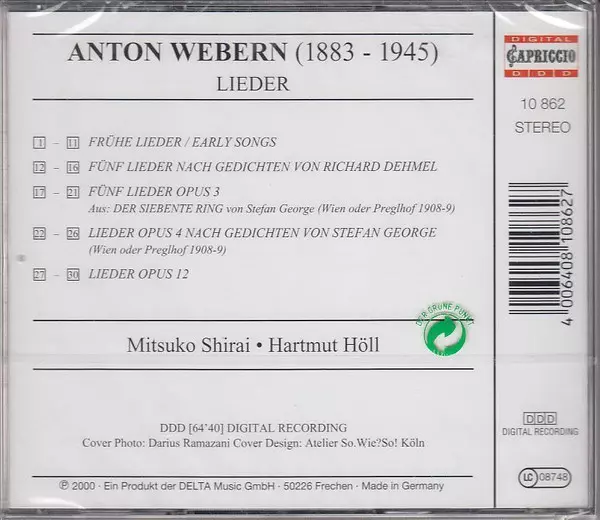 ANTON WEBERN (1883 - 1945)
LIEDER
DIGITAL
CAPRICCIO
D D D
10 862
STEREO
1 – 11 FRÜHE LIEDER / EARLY SONGS
12 – 16 FÜNF LIEDER NACH GEDICHTEN VON RICHARD DEHMEL
17 – 21 FÜNF LIEDER OPUS 3
Aus: DER SIEBENTE RING von Stefan George (Wien oder Preglhof 1908-9)
22 – 26 LIEDER OPUS 4 NACH GEDICHTEN VON STEFAN GEORGE
(Wien oder Preglhof 1908-9)
27 – 30 LIEDER OPUS 12
4 006408 108627
DER GRÜNE PUNKT
Mitsuko Shirai • Hartmut Höll
DDD [64'40] DIGITAL RECORDING
Cover Photo: Darius Ramazani Cover Design: Atelier So.Wie?So! Köln
DDD
DIGITAL RECORDING
℗ 2000 · Ein Produkt der DELTA Music GmbH · 50226 Frechen · Made in Germany
LC 08748